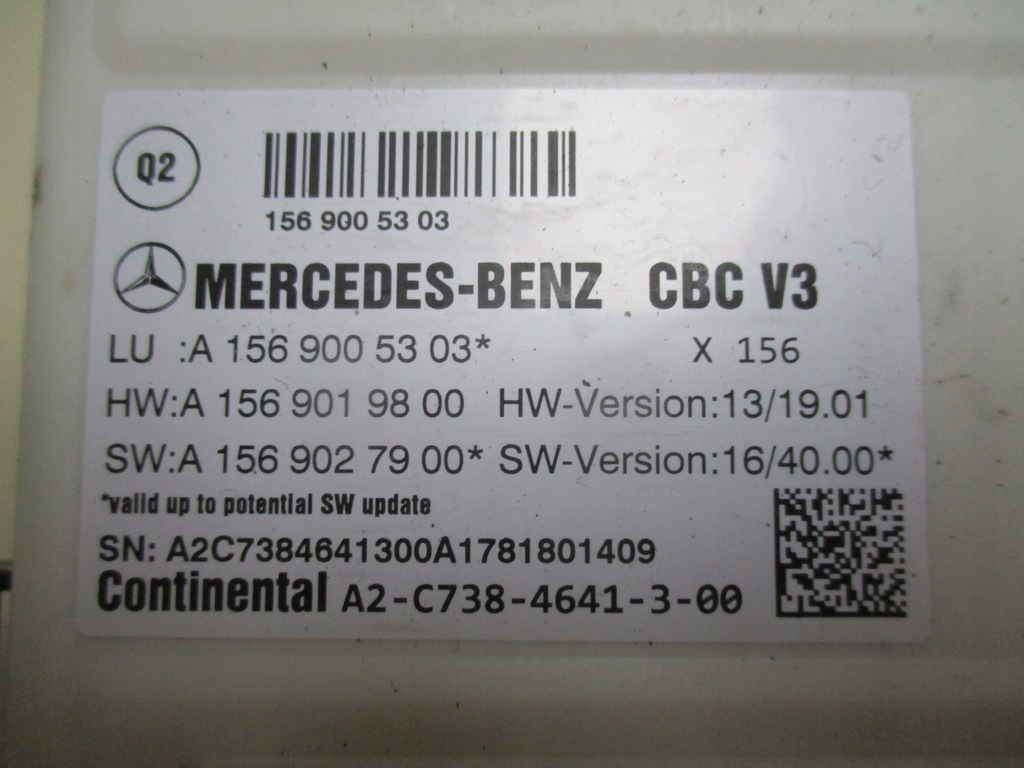 Q2
156 900 53 03
MERCEDES-BENZ CBC V3
LU :A 156 900 53 03* X 156
HW:A 156 901 98 00 HW-Version:13/19.01
SW:A 156 902 79 00* SW-Version:16/40.00*
*valid up to potential SW update
SN: A2C7384641300A1781801409
Continental A2-C738-4641-3-00